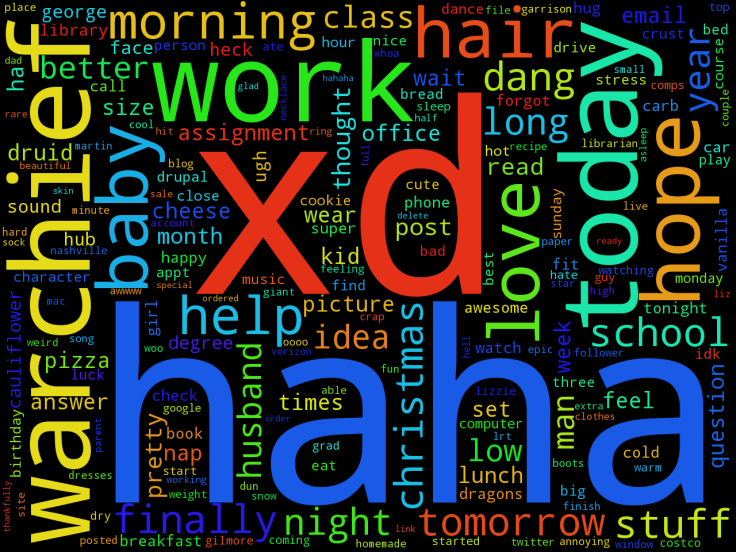 place
george
morning
class
dance
file
garrison
hug
email
top
library
face
person
heck
ate
hour
nice
hair
drive
crust
bed
dad
ha
better
call
necklace
hahaha
whoa
work
wait
dang
stress
small
comps
year
course
couple
rare
size
glad
thought
bread
sleep
half
forgot
carb
warchief
martin
cool
hit
assignment
ring
office
long
today
librarian
asleep
car
play
druid
beautiful
baby
blog
drupal
ugh
full
xd
hot
recipe
read
hope
skin
sale
close
cookie
cute
phone
delete
love
sunday
live
vanilla
sound
minute
cheese
account
wear
super
post
bad
paper
hard
sock
hub
month
kid
feeling
best
fit
hate
watching
ready
guy
nashville
happy
appt
special
music
find
giant
star
high
monday
liz
character
mac
awwww
ordered
picture
awesome
tonight
cauliflower
song
weird
girl
help
oooo
crap
christmas
idea
school
woo
degree
verizon
hell
watch
epic
week
follower
idk
pizza
luck
husband
fun
haha
three
answer
check
google
able
times
lizzie
set
computer
man
extra
clothes
feel
question
birthday
parent
pretty
book
nap
order
grad
lrt
low
cold
warm
dresses
start
working
weight
eat
lunch
dragons
boots
big
finish
thankfully
site
dry
dun
snow
finally
night
link
tomorrow
stuff
posted
breakfast
gilmore
coming
homemade
started
twitter
annoying
window
costco